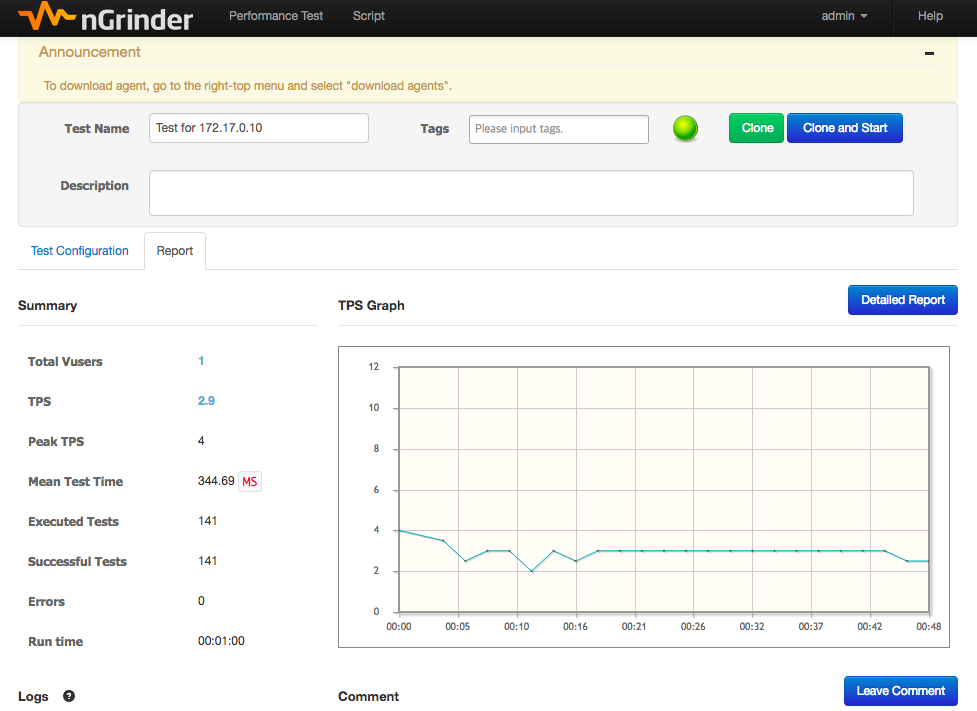 nGrinder Performance Test Script admin Help
Announcement
To download agent, go to the right-top menu and select "download agents".
Test Name Test for 172.17.0.10 Tags Please input tags. Clone Clone and Start
Description
Test Configuration Report
Summary TPS Graph Detailed Report
Total Vusers 1
TPS 2.9
Peak TPS 4
Mean Test Time 344.69 MS
Executed Tests 141
Successful Tests 141
Errors 0
Run time 00:01:00
12
10
8
6
4
2
0
00:00 00:05 00:10 00:16 00:21 00:26 00:32 00:37 00:42 00:48
Logs ? Comment Leave Comment